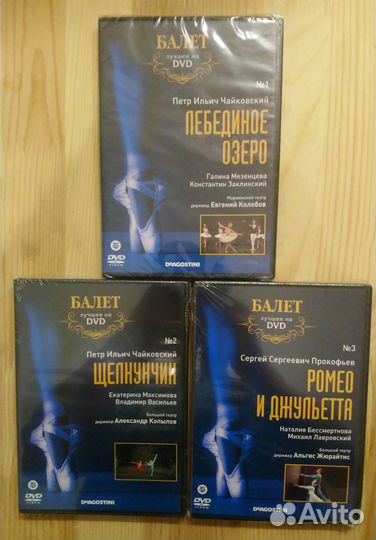 БАЛЕТ
лучшее на
DVD
№1
Петр Ильич Чайковский
ЛЕБЕДИНОЕ
ОЗЕРО
Галина Мезенцева
Константин Заклинский
Мариинский театр
дирижер Евгений Колобов
DVD
VIDEO
DEAGOSTINI
БАЛЕТ
лучшее на
DVD
№2
Петр Ильич Чайковский
ЩЕЛКУНЧИК
Екатерина Максимова
Владимир Васильев
Большой театр
дирижер Александр Копылов
DVD
VIDEO
DEAGOSTINI
БАЛЕТ
лучшее на
DVD
№3
Сергей Сергеевич Прокофьев
РОМЕО
И ДЖУЛЬЕТТА
Наталия Бессмертнова
Михаил Лавровский
Большой театр
дирижер Альгис Жюрайтис
DVD
VIDEO
DEAGOSTINI
Avito